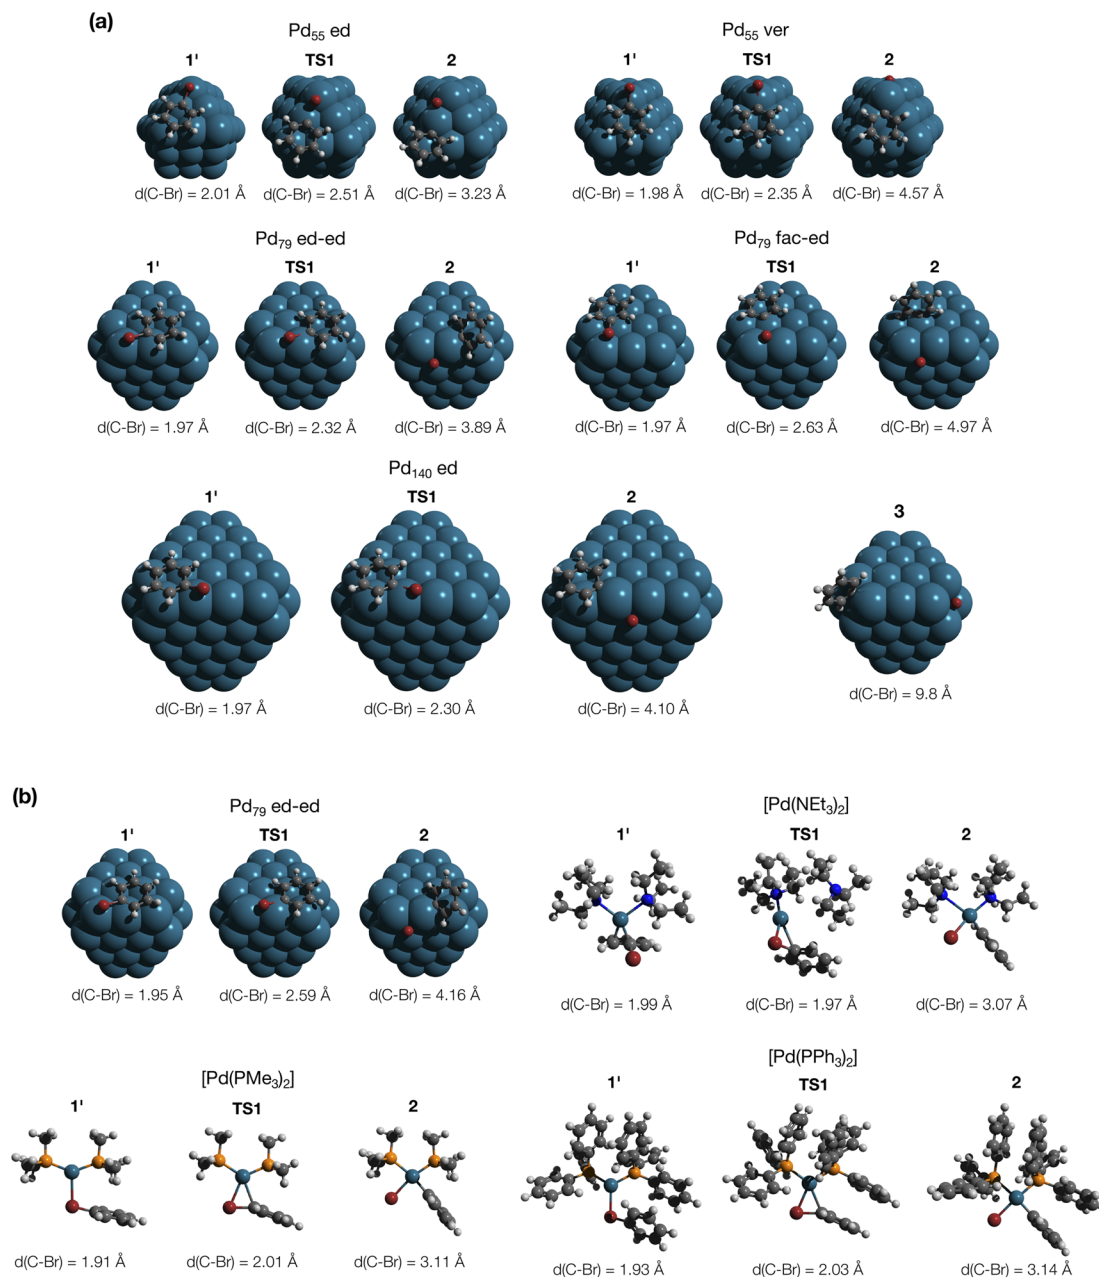 (a)
Pd₅₅ ed
1' TS1 2
d(C-Br) = 2.01 Å d(C-Br) = 2.51 Å d(C-Br) = 3.23 Å
Pd₅₅ ver
1' TS1 2
d(C-Br) = 1.98 Å d(C-Br) = 2.35 Å d(C-Br) = 4.57 Å
Pd₇₉ ed-ed
1' TS1 2
d(C-Br) = 1.97 Å d(C-Br) = 2.32 Å d(C-Br) = 3.89 Å
Pd₇₉ fac-ed
1' TS1 2
d(C-Br) = 1.97 Å d(C-Br) = 2.63 Å d(C-Br) = 4.97 Å
Pd₁₄₀ ed
1' TS1 2
d(C-Br) = 1.97 Å d(C-Br) = 2.30 Å d(C-Br) = 4.10 Å
3
d(C-Br) = 9.8 Å
(b)
Pd₇₉ ed-ed
1' TS1 2
d(C-Br) = 1.95 Å d(C-Br) = 2.59 Å d(C-Br) = 4.16 Å
[Pd(NEt₃)₂]
1' TS1 2
d(C-Br) = 1.99 Å d(C-Br) = 1.97 Å d(C-Br) = 3.07 Å
[Pd(PMe₃)₂]
1' TS1 2
d(C-Br) = 1.91 Å d(C-Br) = 2.01 Å d(C-Br) = 3.11 Å
[Pd(PPh₃)₂]
1' TS1 2
d(C-Br) = 1.93 Å d(C-Br) = 2.03 Å d(C-Br) = 3.14 Å